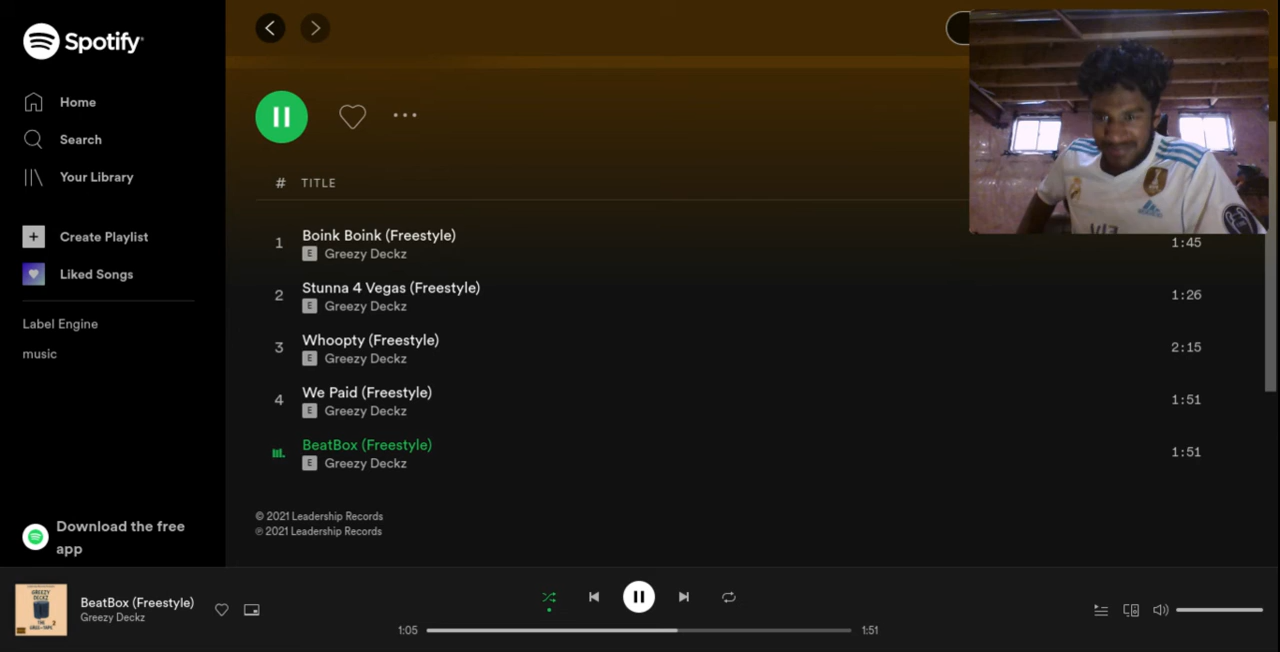 Spotify®
Home
Search
Your Library
Create Playlist
Liked Songs
Label Engine
music
Download the free
app
# TITLE
1 Boink Boink (Freestyle) 1:45
E Greezy Deckz
2 Stunna 4 Vegas (Freestyle) 1:26
E Greezy Deckz
3 Whoopty (Freestyle) 2:15
E Greezy Deckz
4 We Paid (Freestyle) 1:51
E Greezy Deckz
BeatBox (Freestyle) 1:51
E Greezy Deckz
© 2021 Leadership Records
℗ 2021 Leadership Records
GREEZY
DECKZ
BeatBox (Freestyle)
Greezy Deckz
1:05 1:51